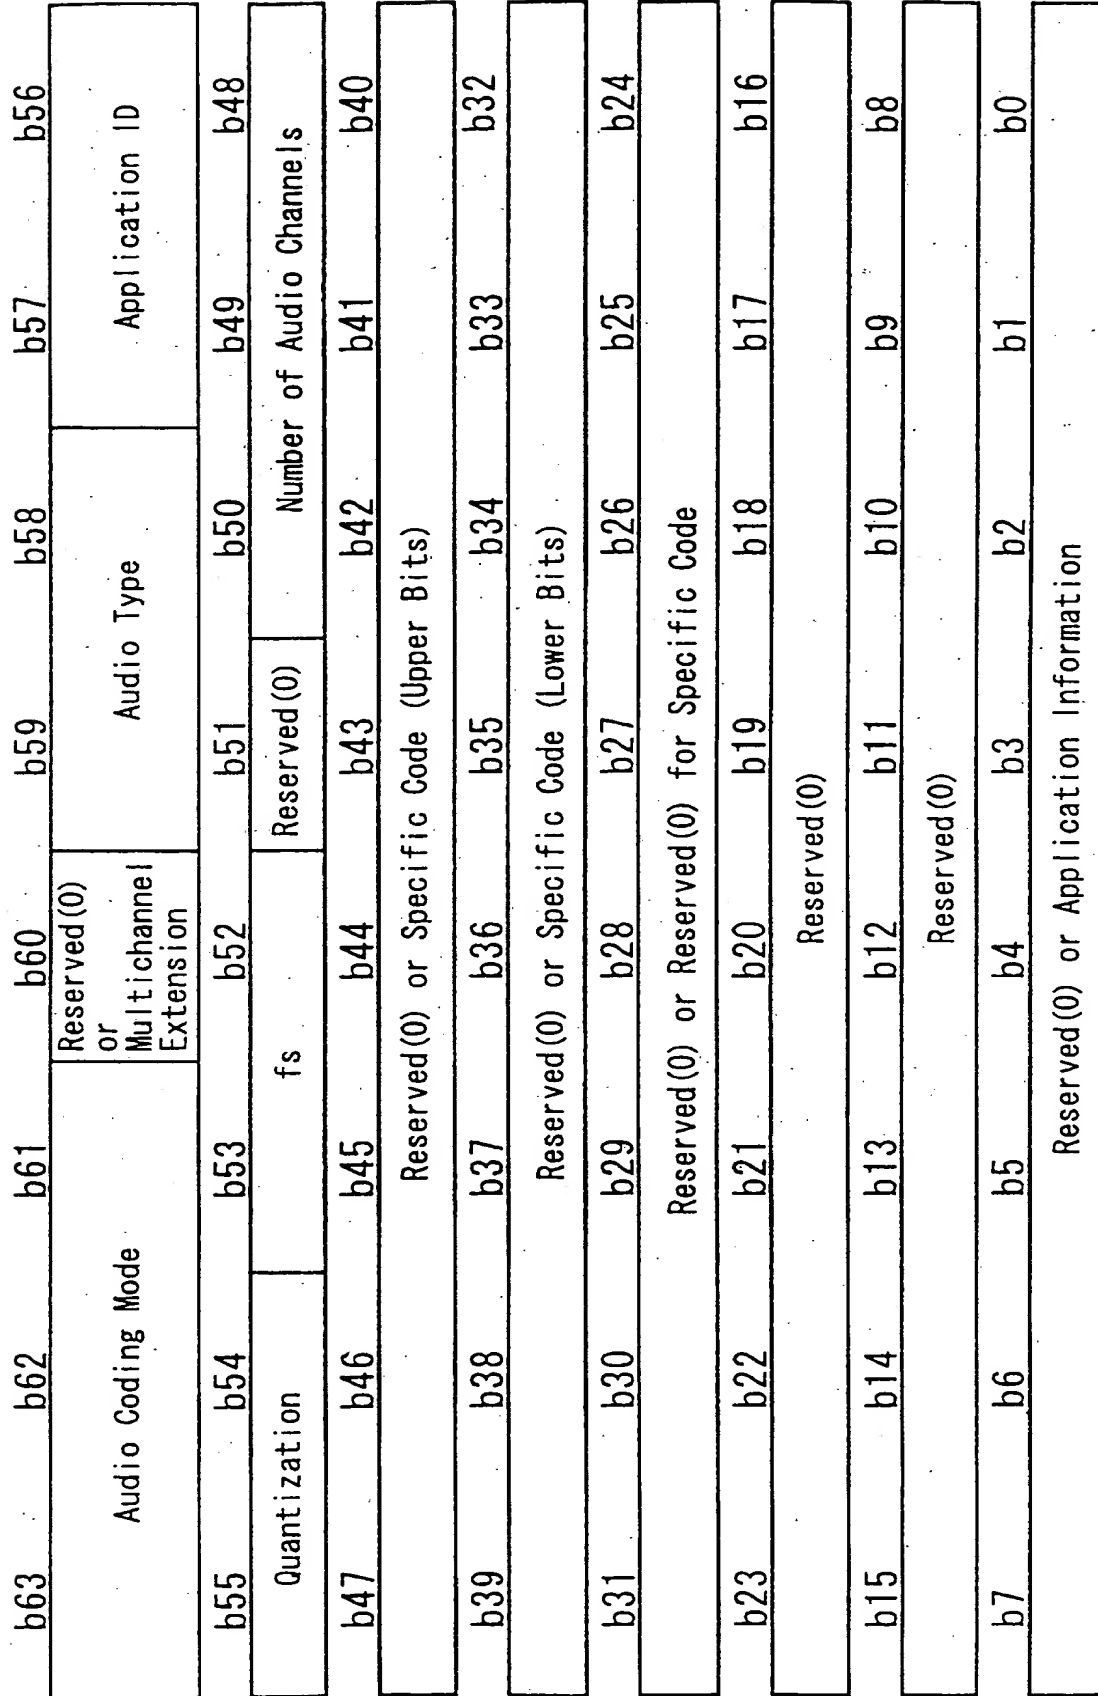 b63 b62 b61 b60 b59 b58 b57 b56
Audio Coding Mode
Reserved(0)
or
Multichannel
Extension
Audio Type
Application ID
b55 b54 b53 b52 b51 b50 b49 b48
Quantization
fs
Reserved(0)
Number of Audio Channels
b47 b46 b45 b44 b43 b42 b41 b40
Reserved(0) or Specific Code (Upper Bits)
b39 b38 b37 b36 b35 b34 b33 b32
Reserved(0) or Specific Code (Lower Bits)
b31 b30 b29 b28 b27 b26 b25 b24
Reserved(0) or Reserved(0) for Specific Code
b23 b22 b21 b20 b19 b18 b17 b16
Reserved(0)
b15 b14 b13 b12 b11 b10 b9 b8
Reserved(0)
b7 b6 b5 b4 b3 b2 b1 b0
Reserved(0) or Application Information